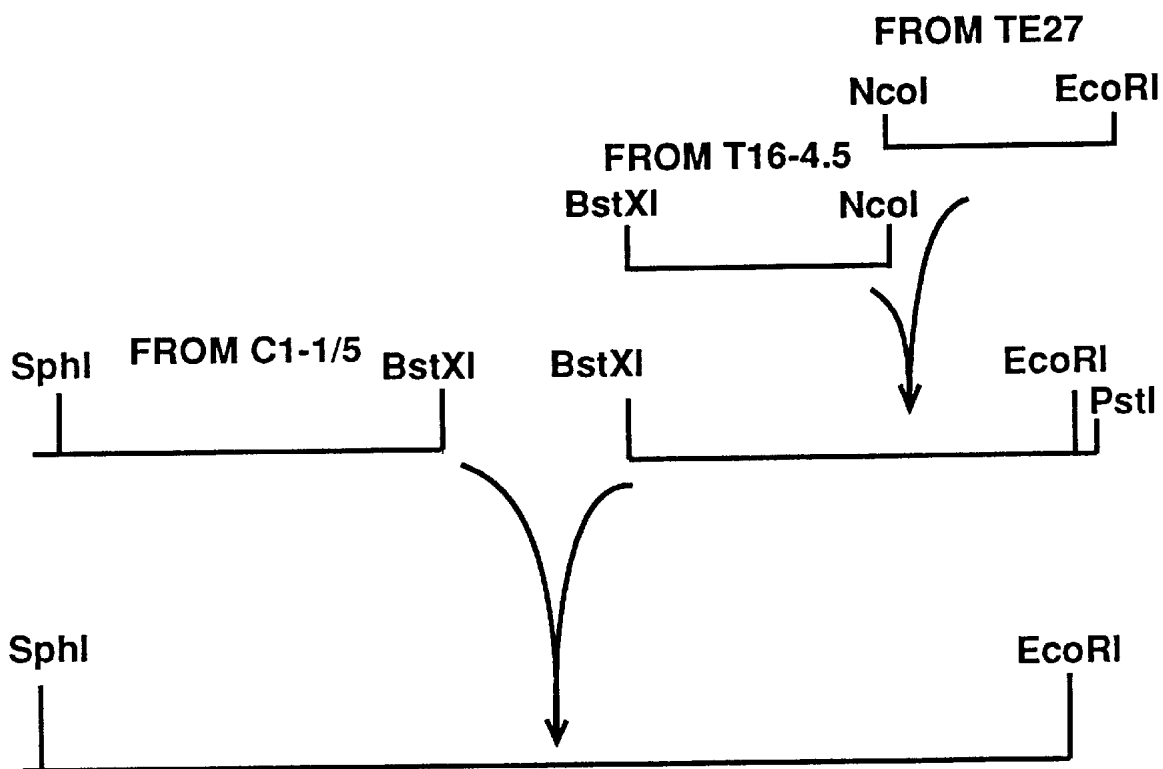 FROM TE27
NcoI EcoRI
FROM T16-4.5
BstXI NcoI
SphI FROM C1-1/5 BstXI BstXI EcoRI
PstI
SphI EcoRI